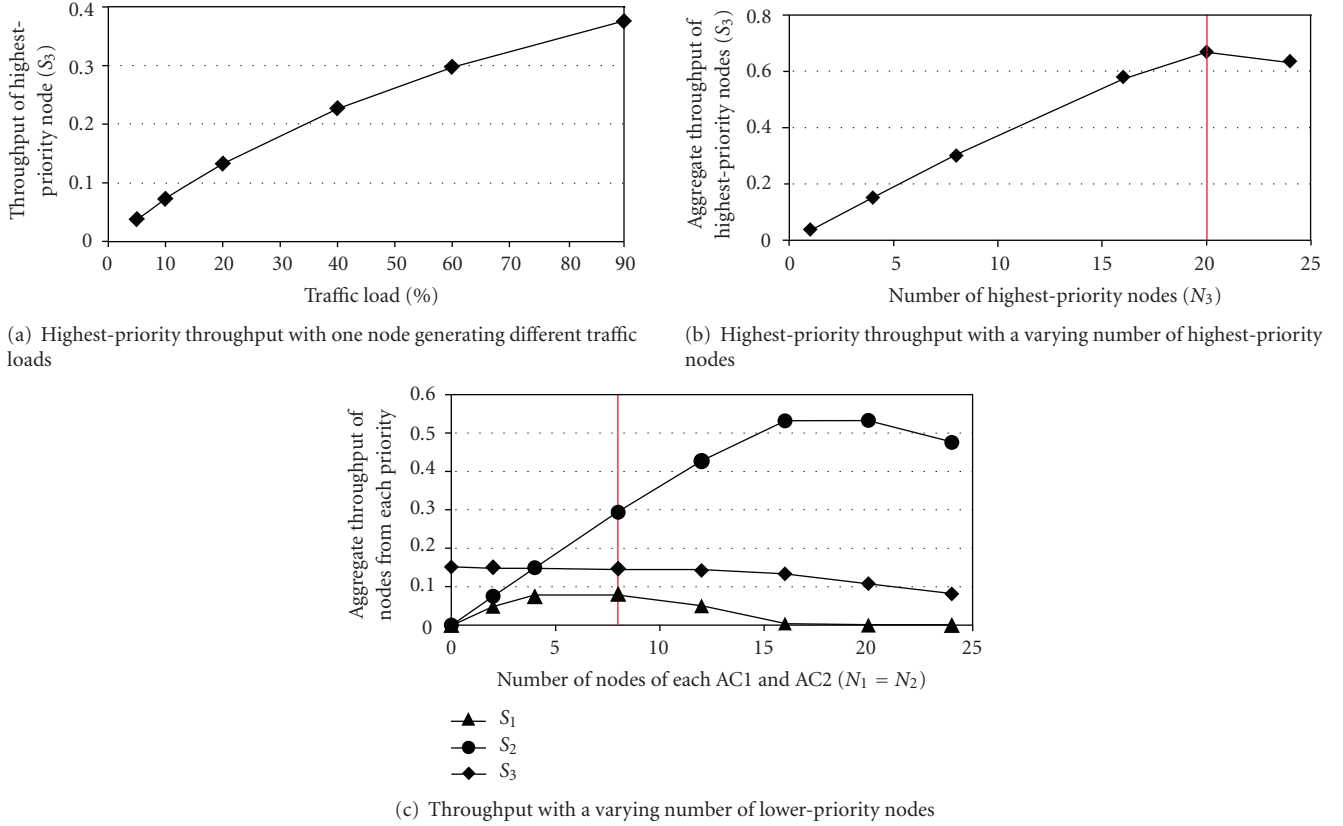 0.4
0.3
0.2
0.1
0
0 10 20 30 40 50 60 70 80 90
Throughput of highest-
priority node (S3)
Traffic load (%)
(a) Highest-priority throughput with one node generating different traffic
loads
0.8
0.6
0.4
0.2
0
0 5 10 15 20 25
Aggregate throughput of
highest-priority nodes (S3)
Number of highest-priority nodes (N3)
(b) Highest-priority throughput with a varying number of highest-priority
nodes
0.6
0.5
0.4
0.3
0.2
0.1
0
0 5 10 15 20 25
Aggregate throughput of
nodes from each priority
Number of nodes of each AC1 and AC2 (N1 = N2)
S1
S2
S3
(c) Throughput with a varying number of lower-priority nodes